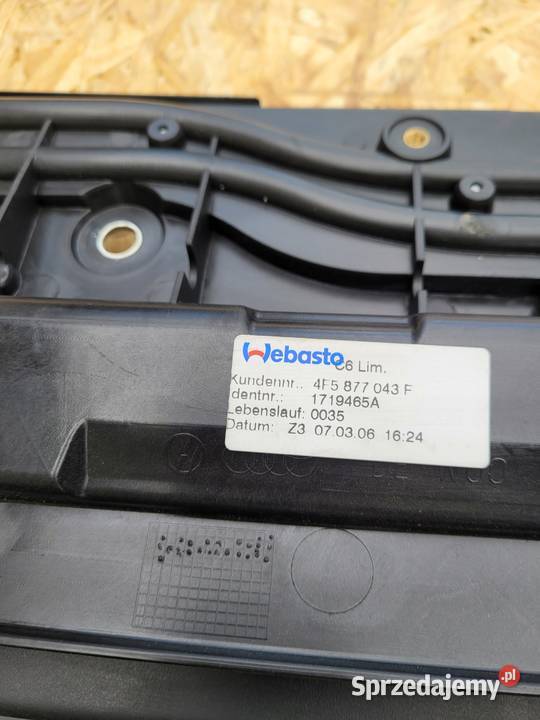 Webasto C6 Lim.
Kundennr.: 4F5 877 043 F
Identnr.: 1719465A
Lebenslauf: 0035
Datum: Z3 07.03.06 16:24
Sprzedajemy.pl